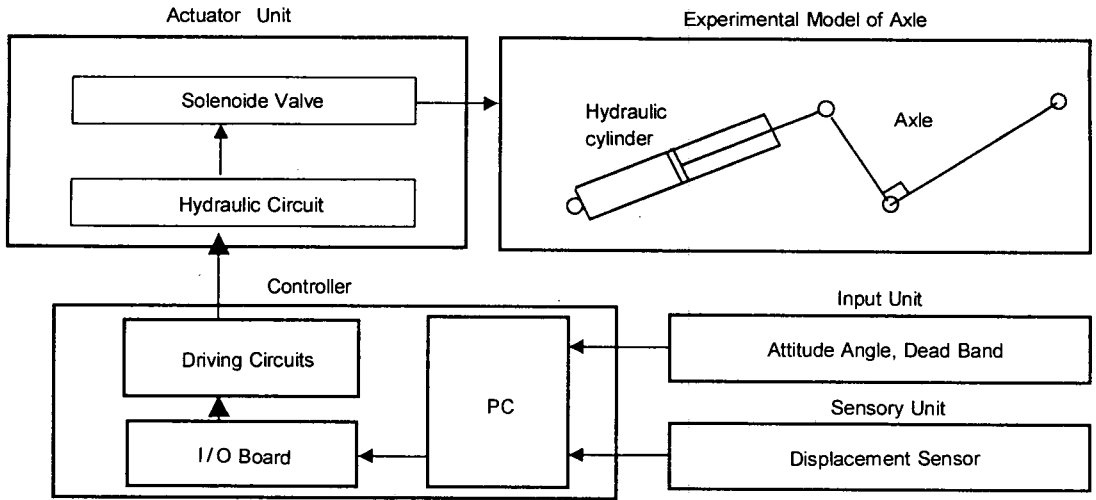 Actuator Unit
Experimental Model of Axle
Solenoide Valve
Hydraulic Circuit
Hydraulic
cylinder
Axle
Controller
Driving Circuits
I/O Board
PC
Input Unit
Attitude Angle, Dead Band
Sensory Unit
Displacement Sensor